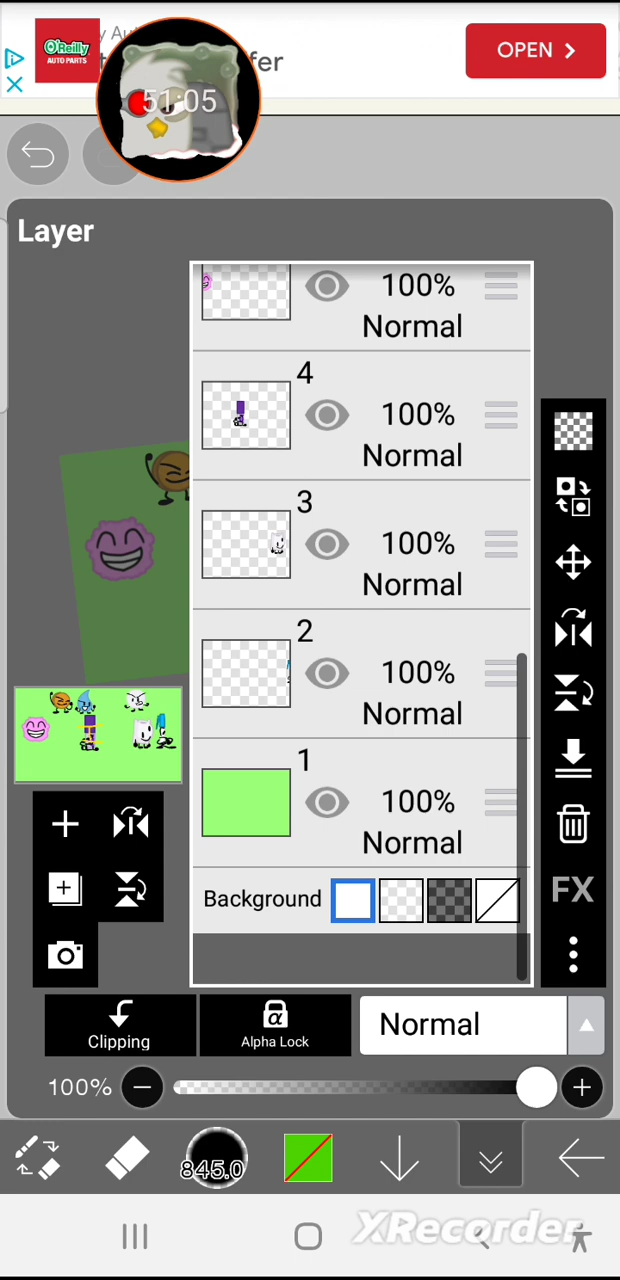 O'Reilly
AUTO PARTS
fer
OPEN
51:05
Layer
100%
Normal
4
100%
Normal
3
100%
Normal
2
100%
Normal
1
100%
Normal
Background
FX
Clipping
α
Alpha Lock
Normal
100%
845.0
XRecorder